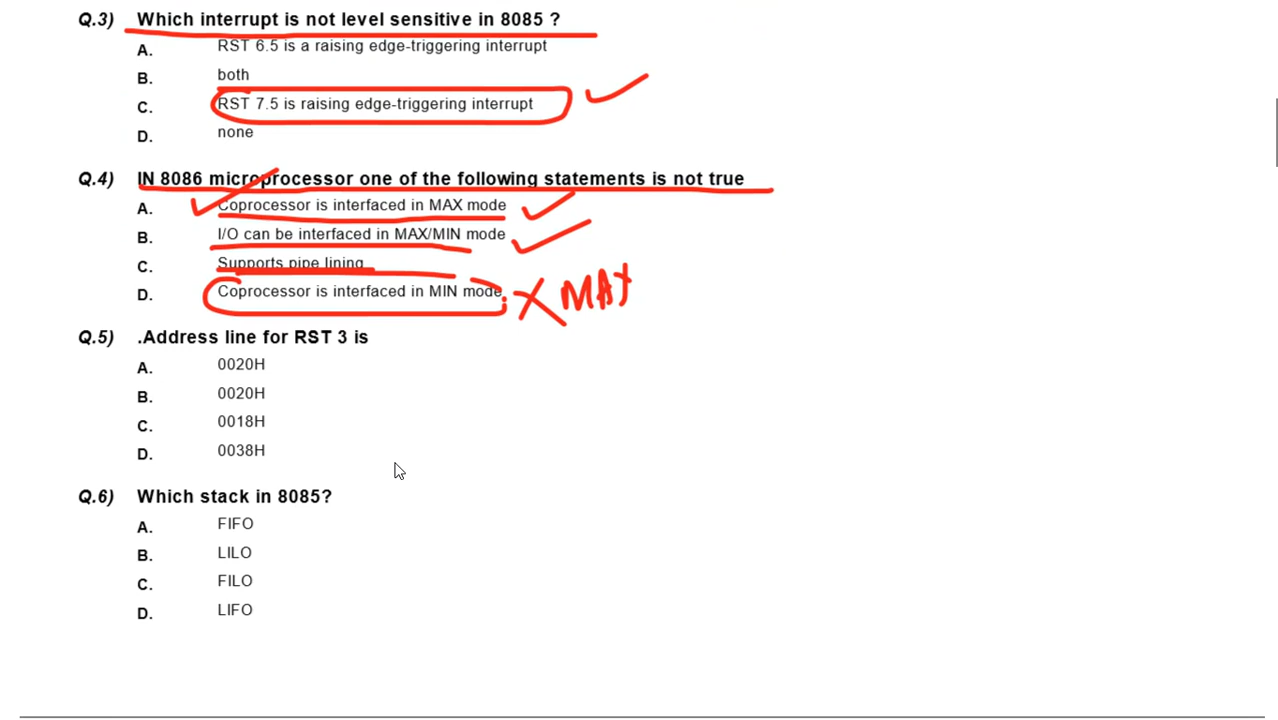 Q.3) Which interrupt is not level sensitive in 8085 ?
A. RST 6.5 is a raising edge-triggering interrupt
B. both
C. RST 7.5 is raising edge-triggering interrupt
D. none
Q.4) IN 8086 microprocessor one of the following statements is not true
A. Coprocessor is interfaced in MAX mode
B. I/O can be interfaced in MAX/MIN mode
C. Supports pipe lining
D. Coprocessor is interfaced in MIN mode. X MAX
Q.5) .Address line for RST 3 is
A. 0020H
B. 0020H
C. 0018H
D. 0038H
Q.6) Which stack in 8085?
A. FIFO
B. LILO
C. FILO
D. LIFO